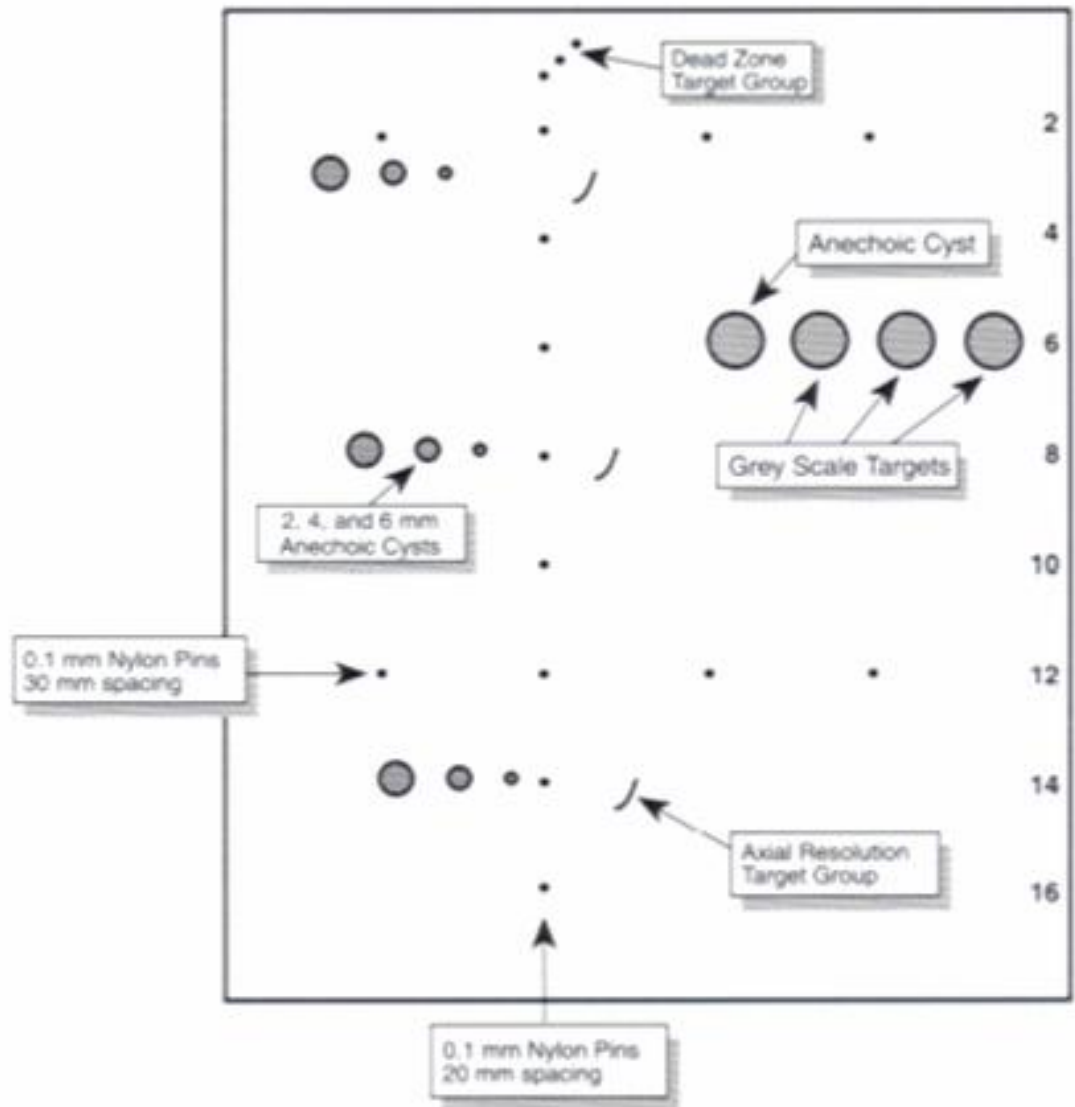 Dead Zone
Target Group
2
4
Anechoic Cyst
6
Grey Scale Targets
8
2, 4, and 6 mm
Anechoic Cysts
10
0.1 mm Nylon Pins
30 mm spacing
12
14
Axial Resolution
Target Group
16
0.1 mm Nylon Pins
20 mm spacing